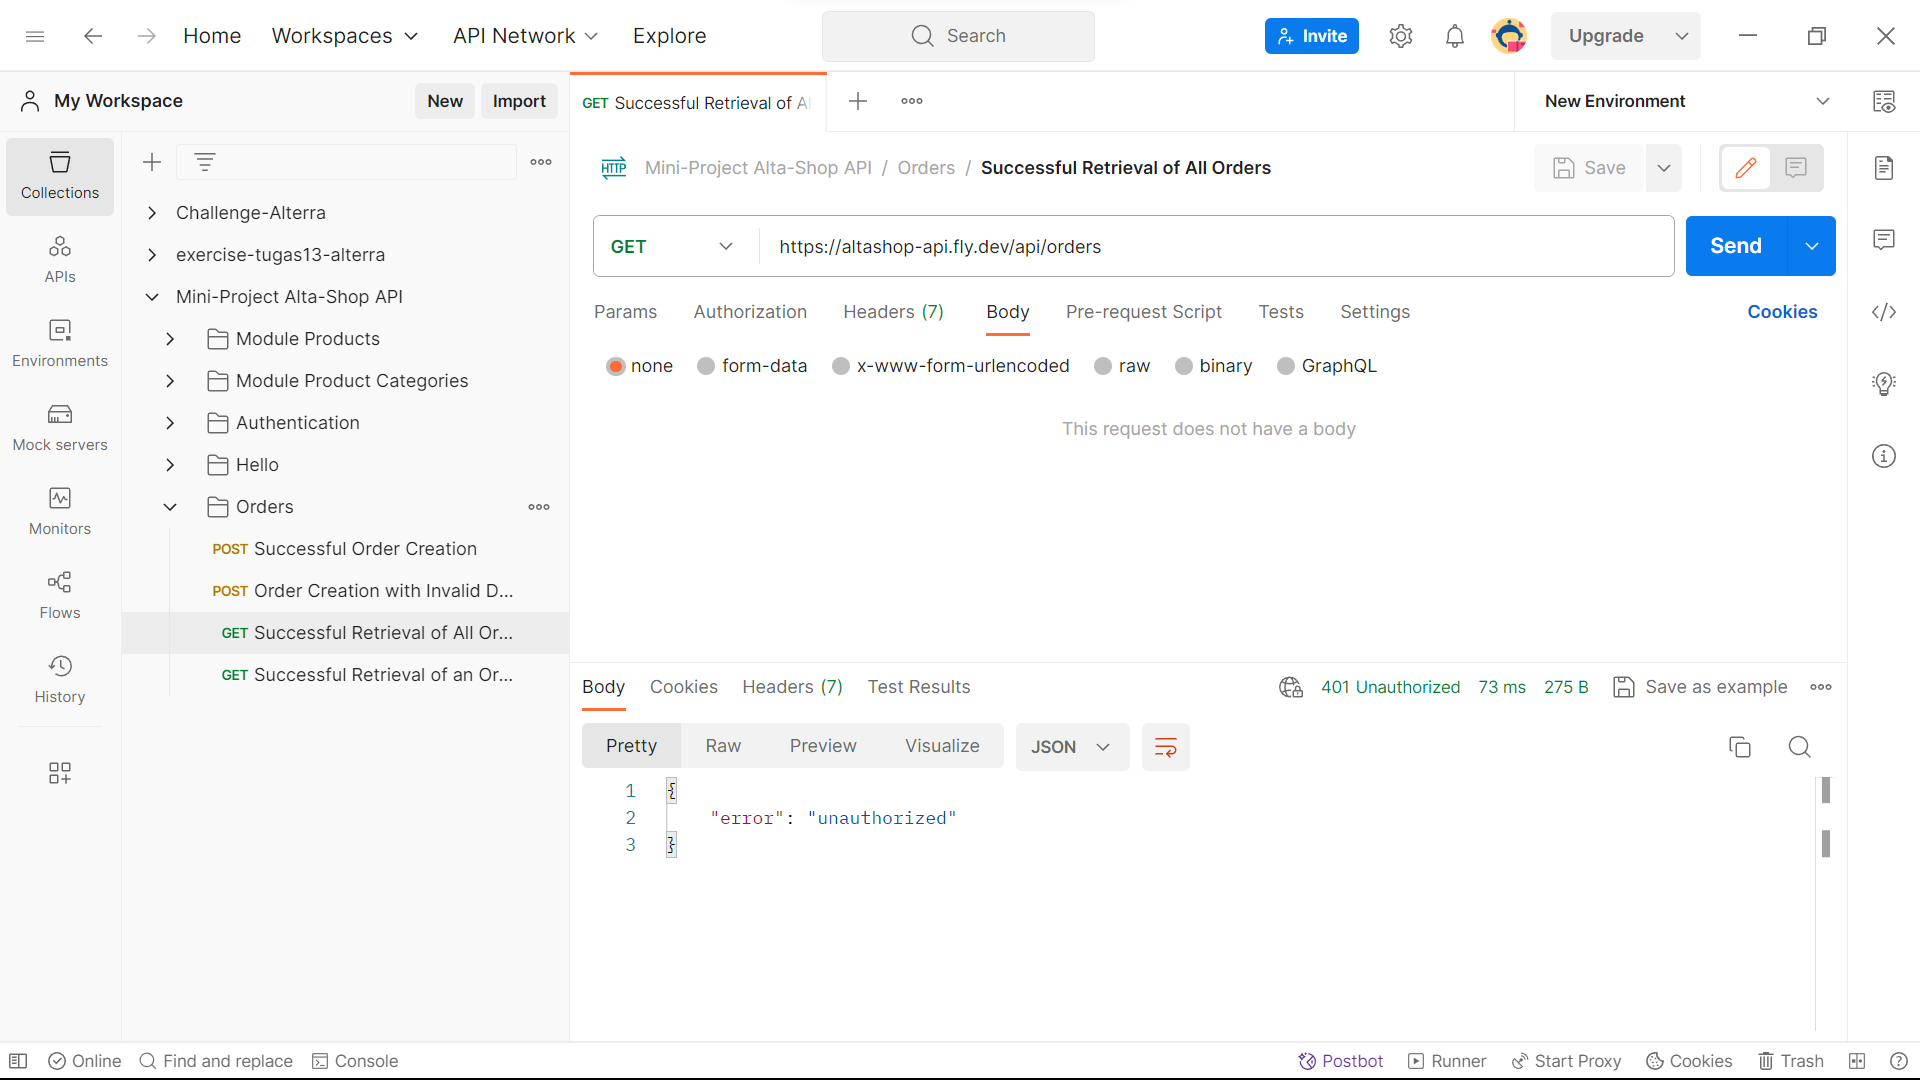 Home Workspaces API Network Explore Search Invite Upgrade
My Workspace New Import GET Successful Retrieval of Al New Environment
Collections
APIs
Environments
Mock servers
Monitors
Flows
History
Challenge-Alterra
exercise-tugas13-alterra
Mini-Project Alta-Shop API
Module Products
Module Product Categories
Authentication
Hello
Orders
POST Successful Order Creation
POST Order Creation with Invalid D...
GET Successful Retrieval of All Or...
GET Successful Retrieval of an Or...
HTTP Mini-Project Alta-Shop API / Orders / Successful Retrieval of All Orders Save
GET https://altashop-api.fly.dev/api/orders Send
Params Authorization Headers (7) Body Pre-request Script Tests Settings Cookies
none form-data x-www-form-urlencoded raw binary GraphQL
This request does not have a body
Body Cookies Headers (7) Test Results 401 Unauthorized 73 ms 275 B Save as example
Pretty Raw Preview Visualize JSON
1 {
2 "error": "unauthorized"
3 }
Online Find and replace Console Postbot Runner Start Proxy Cookies Trash